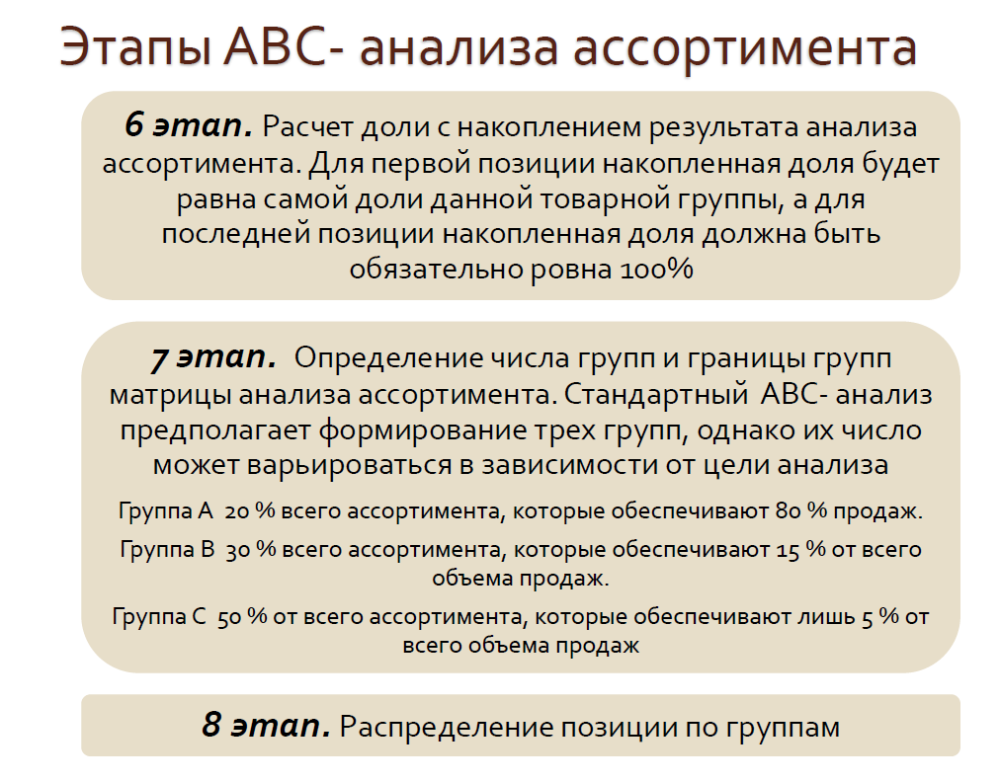 Этапы АВС- анализа ассортимента
6 этап. Расчет доли с накоплением результата анализа
ассортимента. Для первой позиции накопленная доля будет
равна самой доли данной товарной группы, а для
последней позиции накопленная доля должна быть
обязательно ровна 100%
7 этап. Определение числа групп и границы групп
матрицы анализа ассортимента. Стандартный АВС- анализ
предполагает формирование трех групп, однако их число
может варьироваться в зависимости от цели анализа
Группа А 20 % всего ассортимента, которые обеспечивают 80 % продаж.
Группа В 30 % всего ассортимента, которые обеспечивают 15 % от всего
объема продаж.
Группа С 50 % от всего ассортимента, которые обеспечивают лишь 5 % от
всего объема продаж
8 этап. Распределение позиции по группам